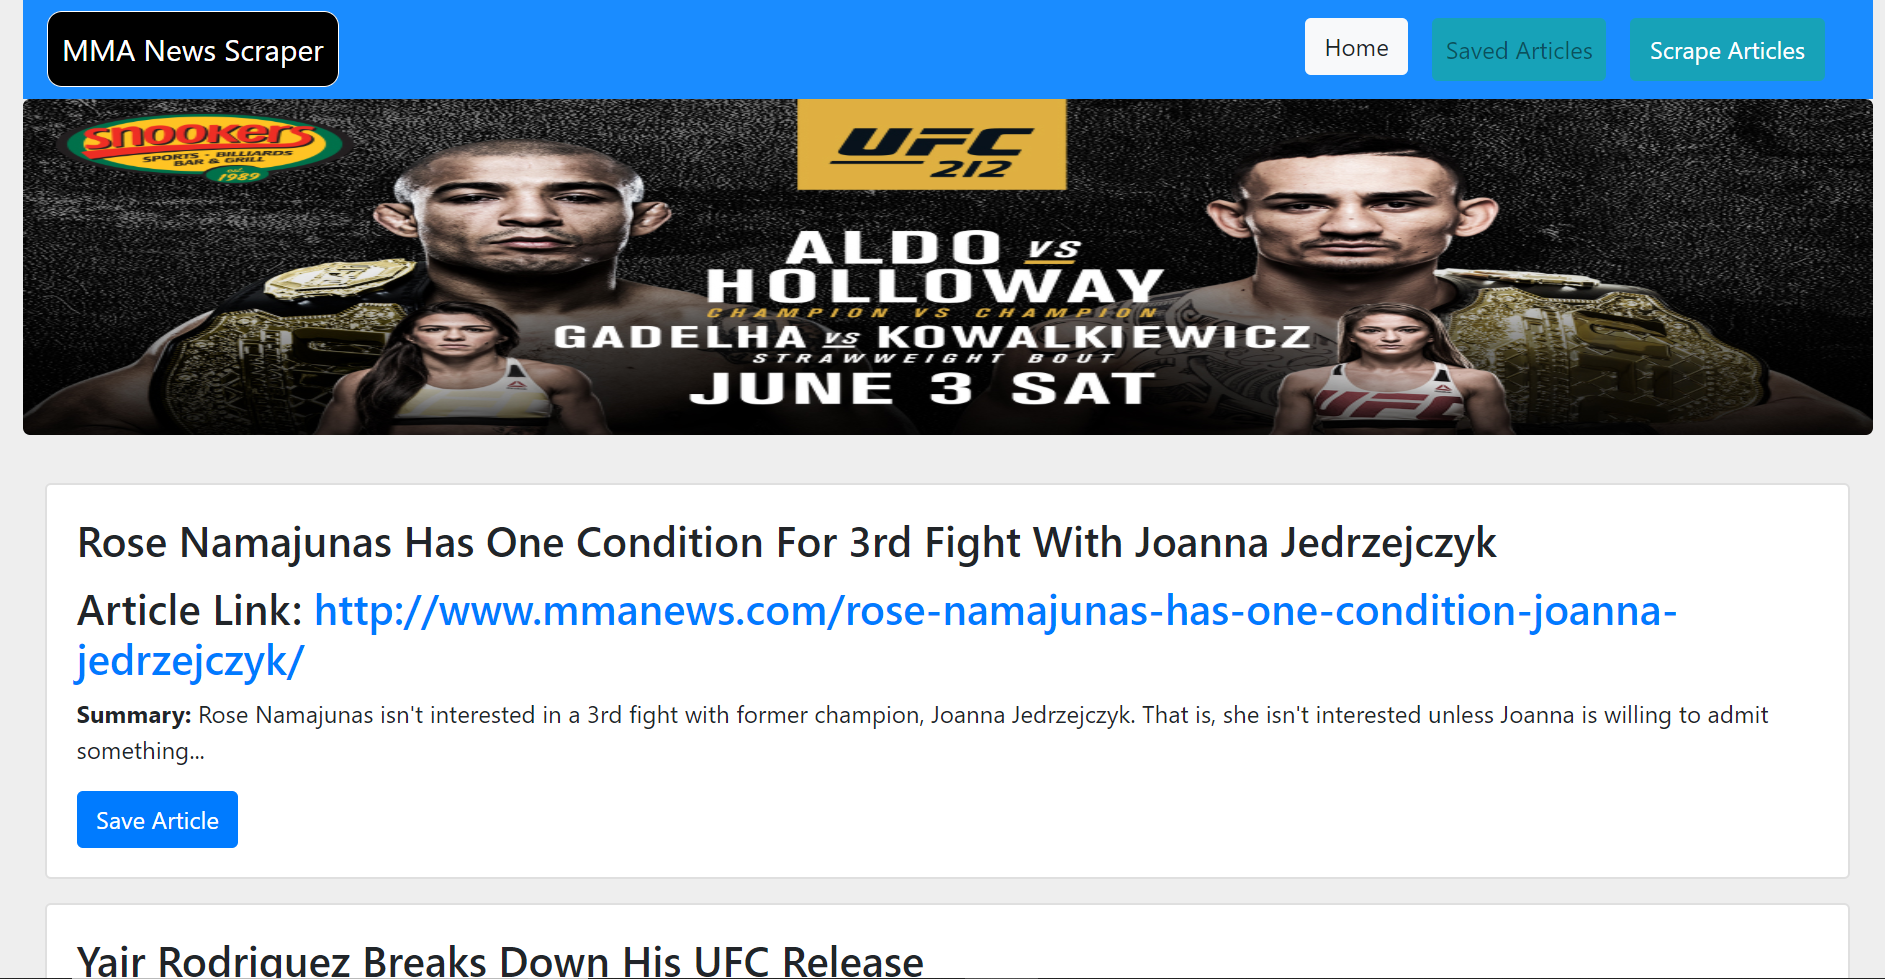 MMA News Scraper
Home
Saved Articles
Scrape Articles
snookers
SPORTS - BILLIARDS
BAR & GRILL
est.
1989
UFC
212
ALDO vs
HOLLOWAY
CHAMPION VS CHAMPION
GADELHA vs KOWALKIEWICZ
STRAWWEIGHT BOUT
JUNE 3 SAT
UFC
Rose Namajunas Has One Condition For 3rd Fight With Joanna Jedrzejczyk
Article Link: http://www.mmanews.com/rose-namajunas-has-one-condition-joanna-
jedrzejczyk/
Summary: Rose Namajunas isn't interested in a 3rd fight with former champion, Joanna Jedrzejczyk. That is, she isn't interested unless Joanna is willing to admit
something...
Save Article
Yair Rodriguez Breaks Down His UFC Release